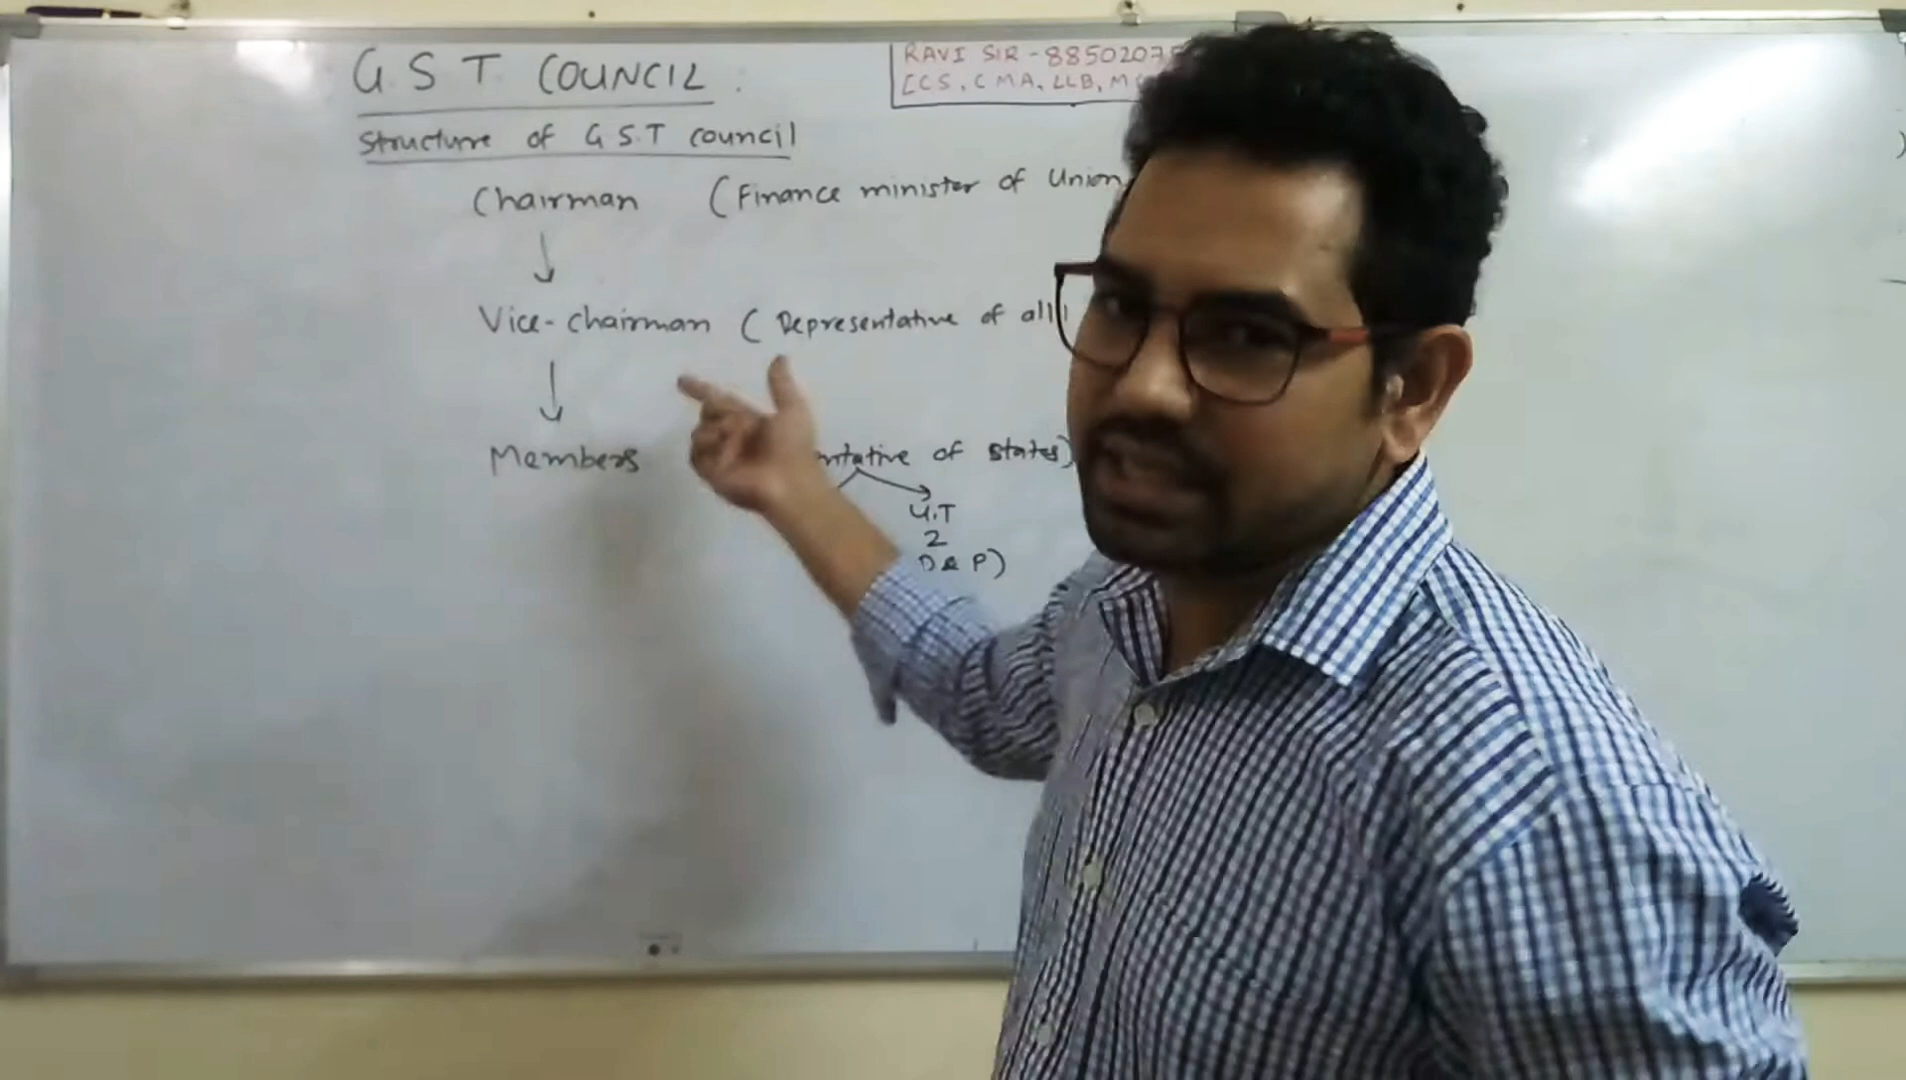 G S T COUNCIL
RAVI SIR - 8850207
CCS, CMA, LLB, M
Structure of G.S.T council
Chairman (Finance minister of Union
Vice-chairman (Representative of all
Members of states)
U.T
2
D & P)